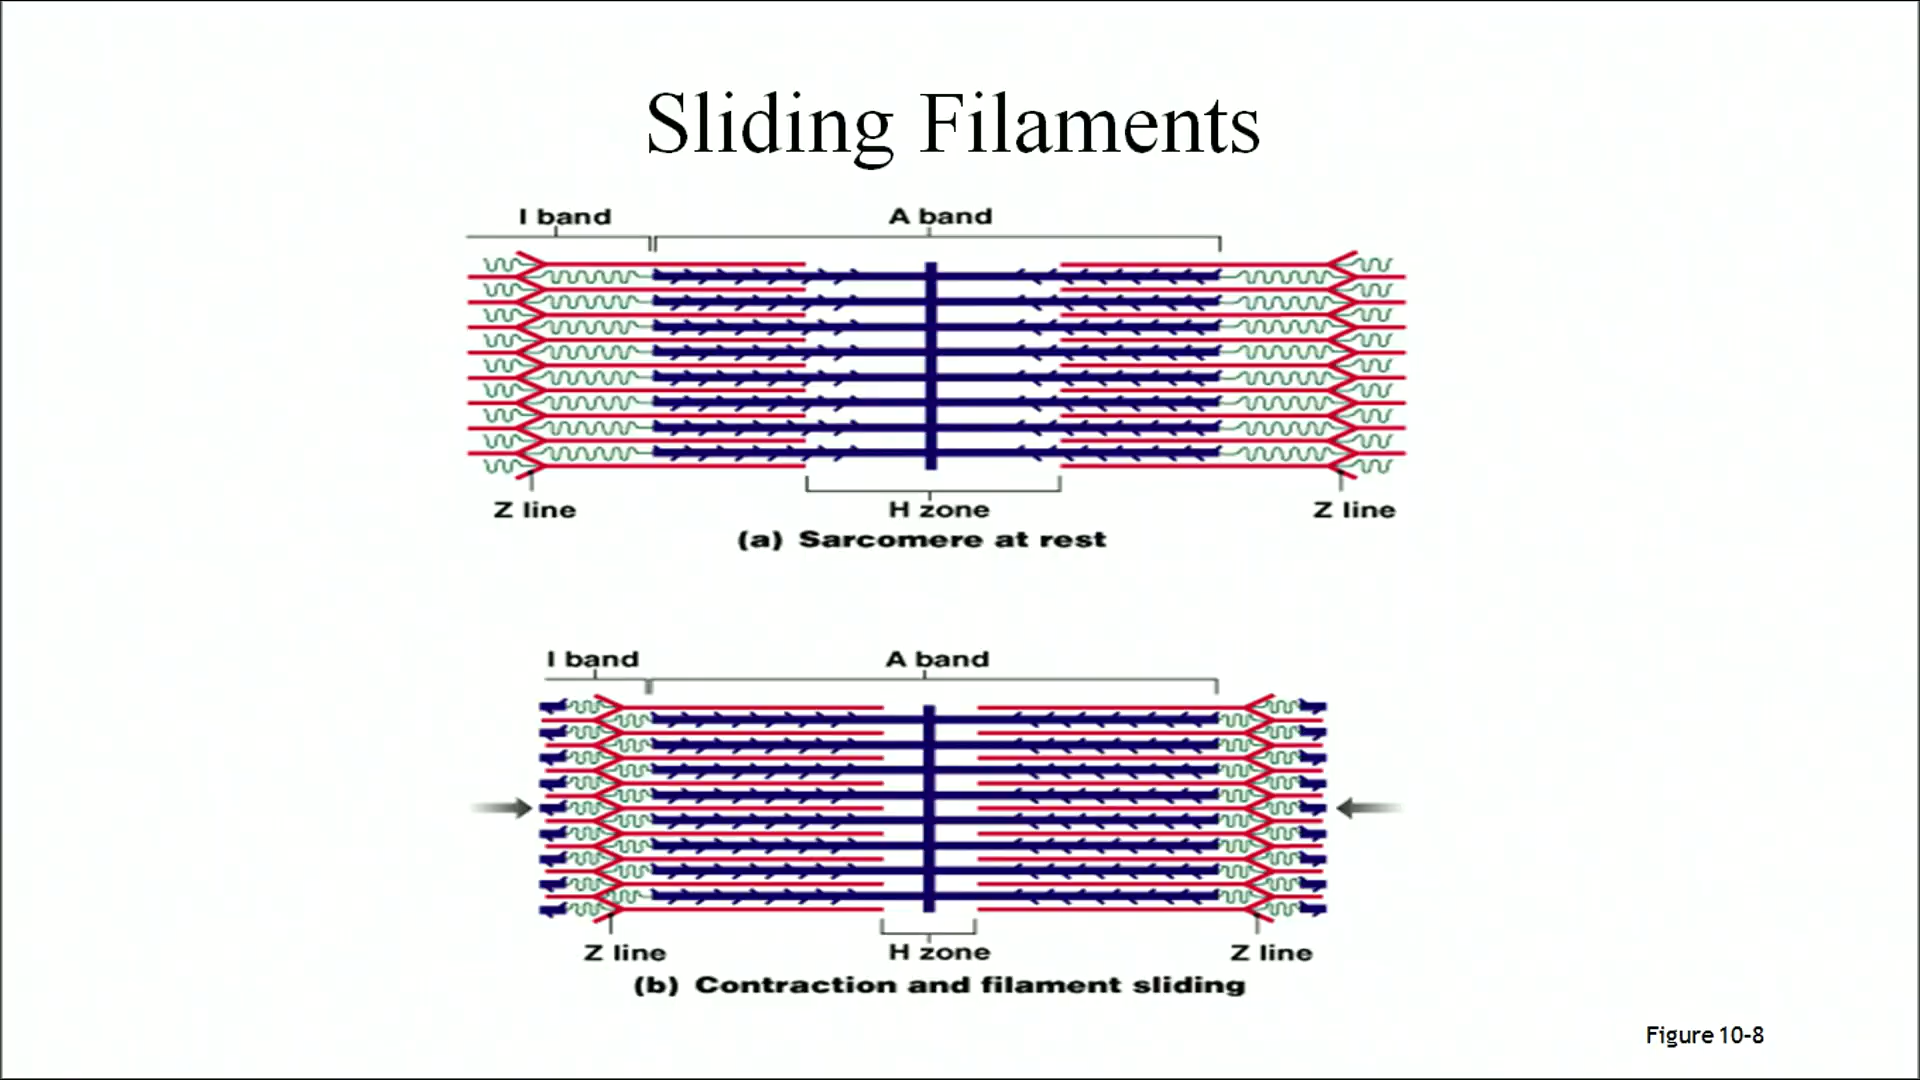 Sliding Filaments
I band
A band
Z line
H zone
Z line
(a) Sarcomere at rest
I band
A band
Z line
H zone
Z line
(b) Contraction and filament sliding
Figure 10-8